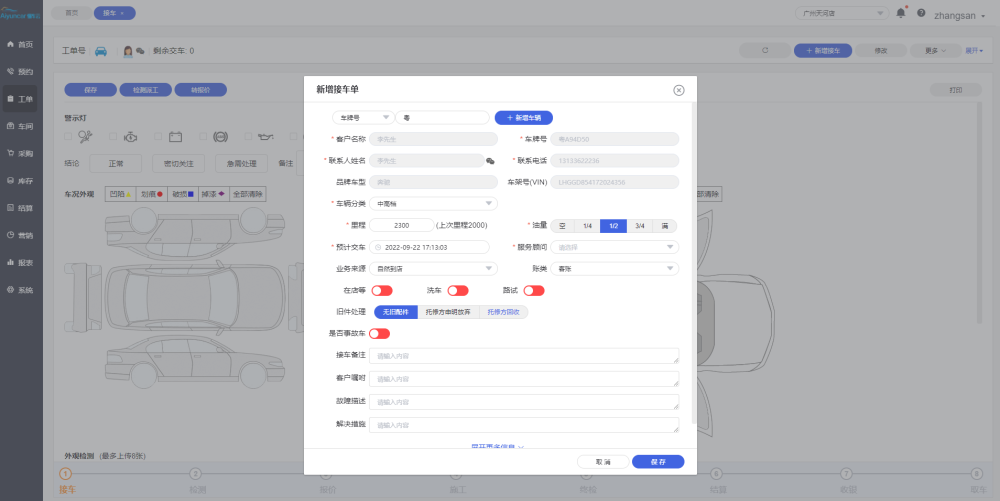 首页 接车 ×
广州天河店
zhangsan
首页
预约
工单
车间
采购
库存
结算
营销
报表
系统
工单号 剩余交车: 0
+ 新增接车 修改 更多 展开
保存 检测派工 转报价 打印
警示灯
结论 正常 密切关注 急需处理 备注
车况外观 凹陷 划痕 破损 掉漆 全部清除
外观检测 (最多上传8张)
新增接车单
车牌号 粤 + 新增车辆
* 客户名称 李先生 * 车牌号 粤A94D50
* 联系人姓名 李先生 * 联系电话 13133622236
品牌车型 奔驰 车架号(VIN) LHGGD854172024356
* 车辆分类 中高档
* 里程 2300 (上次里程2000) * 油量 空 1/4 1/2 3/4 满
* 预计交车 2022-09-22 17:13:03 * 服务顾问 请选择
业务来源 自然到店 账类 客账
在店等 洗车 路试
旧件处理 无旧配件 托修方申明放弃 托修方回收
是否事故车
接车备注 请输入内容
客户嘱咐 请输入内容
故障描述 请输入内容
解决措施 请输入内容
展开更多信息
取 消 保 存
1 2 6 7 8
接车 检测 报价 施工 终检 结算 收银 取车